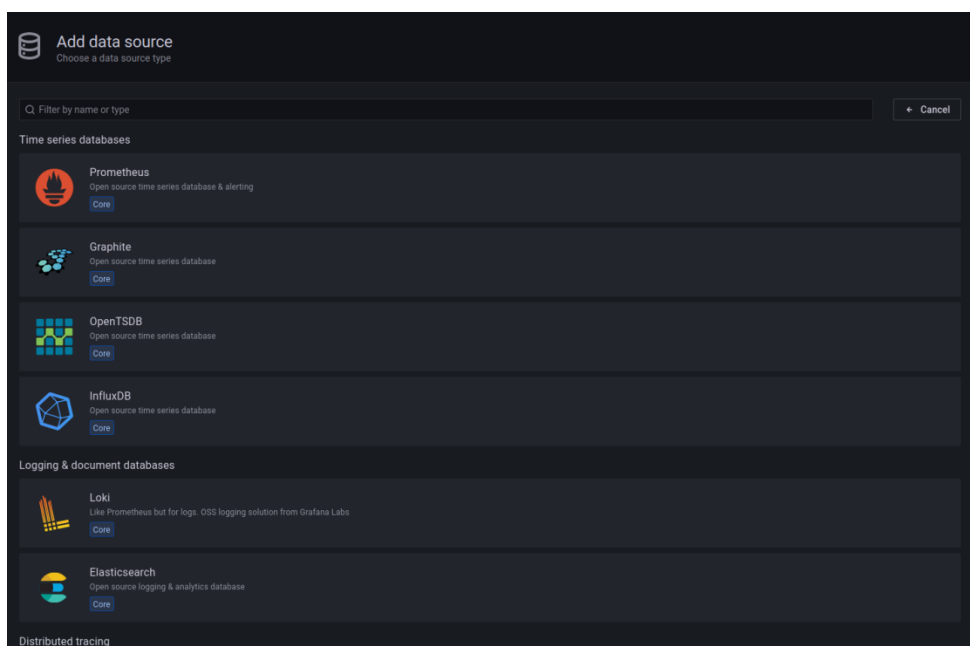 Add data source
Choose a data source type
Filter by name or type
Cancel
Time series databases
Prometheus
Open source time series database & alerting
Core
Graphite
Open source time series database
Core
OpenTSDB
Open source time series database
Core
InfluxDB
Open source time series database
Core
Logging & document databases
Loki
Like Prometheus but for logs. OSS logging solution from Grafana Labs
Core
Elasticsearch
Open source logging & analytics database
Core
Distributed tracing